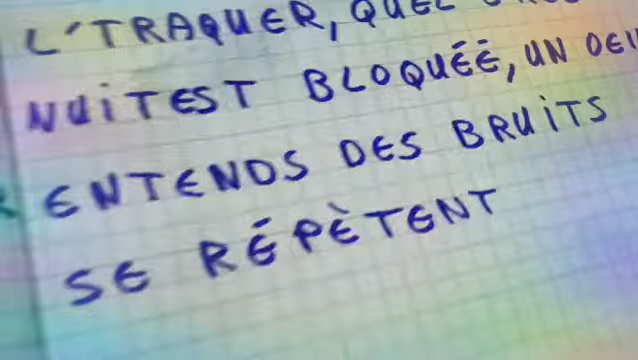 L'TRAQUER, QUEL
NUITEST BLOQUÉE, UN
ENTENDS DES BRUITS
SE RÉPÈTENT